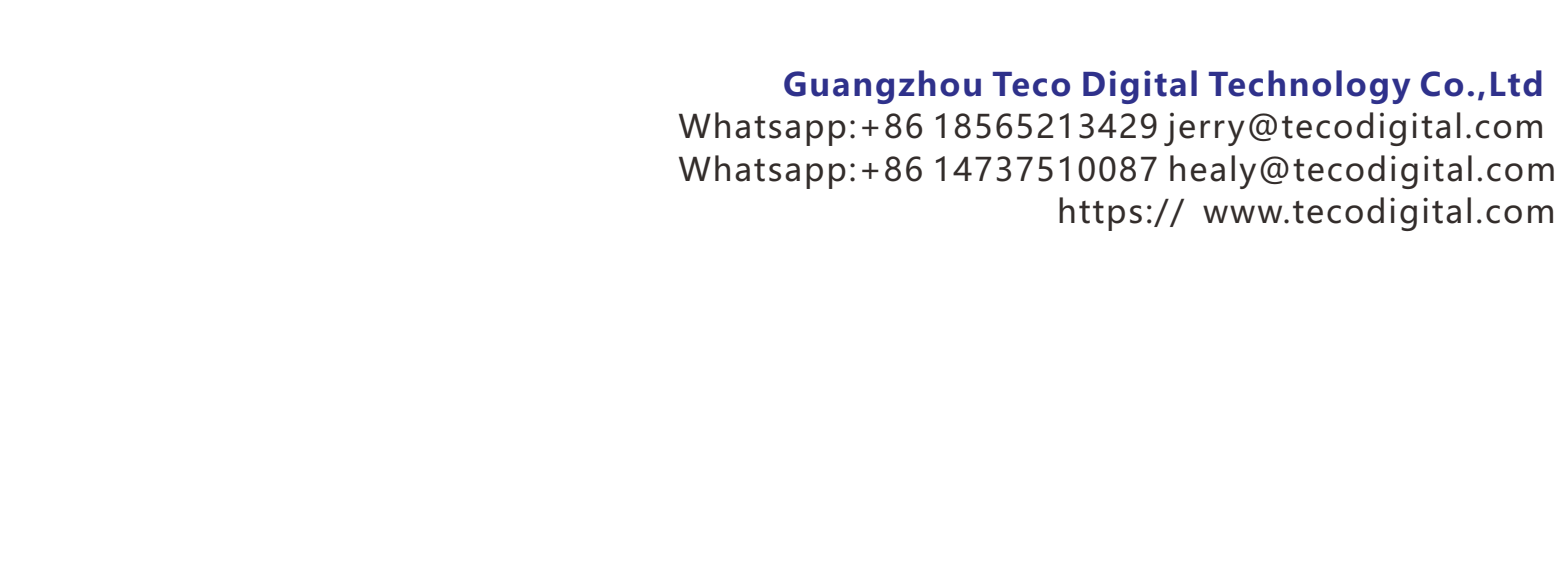 Guangzhou Teco Digital Technology Co.,Ltd
Whatsapp:+86 18565213429 jerry@tecodigital.com
Whatsapp:+86 14737510087 healy@tecodigital.com
https:// www.tecodigital.com